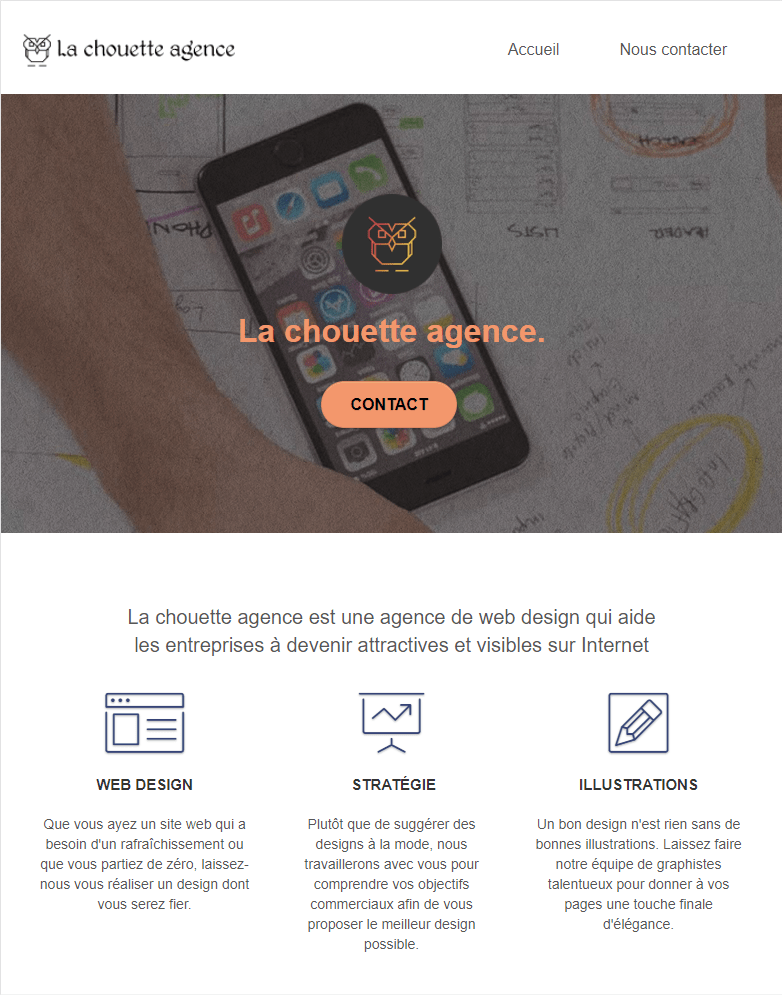 La chouette agence
Accueil
Nous contacter
SEARCH
PHON
LISTS
HEADER
La chouette agence.
CONTACT
La chouette agence est une agence de web design qui aide
les entreprises à devenir attractives et visibles sur Internet
WEB DESIGN
STRATÉGIE
ILLUSTRATIONS
Que vous ayez un site web qui a
besoin d'un rafraîchissement ou
que vous partiez de zéro, laissez-
nous vous réaliser un design dont
vous serez fier.
Plutôt que de suggérer des
designs à la mode, nous
travaillerons avec vous pour
comprendre vos objectifs
commerciaux afin de vous
proposer le meilleur design
possible.
Un bon design n'est rien sans de
bonnes illustrations. Laissez faire
notre équipe de graphistes
talentueux pour donner à vos
pages une touche finale
d'élégance.